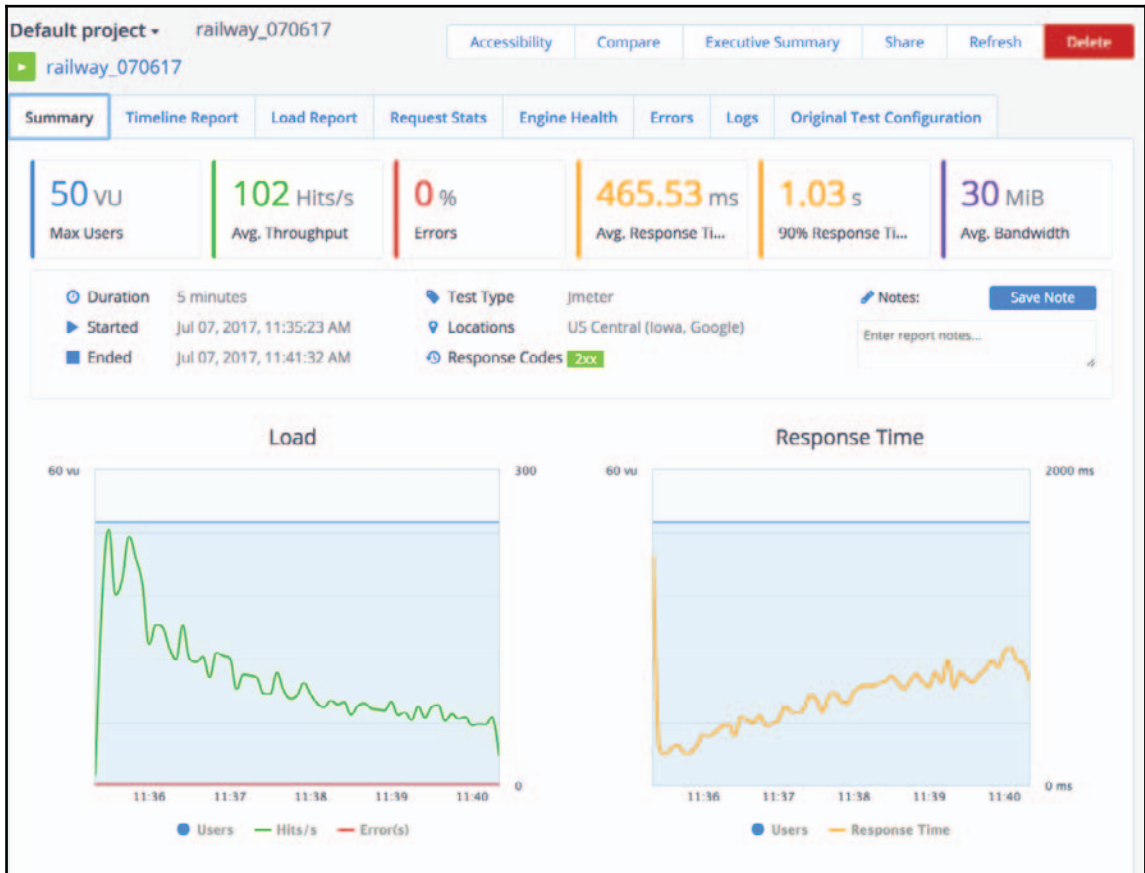 Default project railway_070617
Accessibility Compare Executive Summary Share Refresh Delete
railway_070617
Summary Timeline Report Load Report Request Stats Engine Health Errors Logs Original Test Configuration
50 VU
Max Users
102 Hits/s
Avg. Throughput
0 %
Errors
465.53 ms
Avg. Response Ti...
1.03 s
90% Response Ti...
30 MiB
Avg. Bandwidth
Duration 5 minutes
Started Jul 07, 2017, 11:35:23 AM
Ended Jul 07, 2017, 11:41:32 AM
Test Type Jmeter
Locations US Central (Iowa, Google)
Response Codes 2xx
Notes: Save Note
Enter report notes...
Load
60 vu 300
0
11:36 11:37 11:38 11:39 11:40
Users Hits/s Error(s)
Response Time
60 vu 2000 ms
0 ms
11:36 11:37 11:38 11:39 11:40
Users Response Time